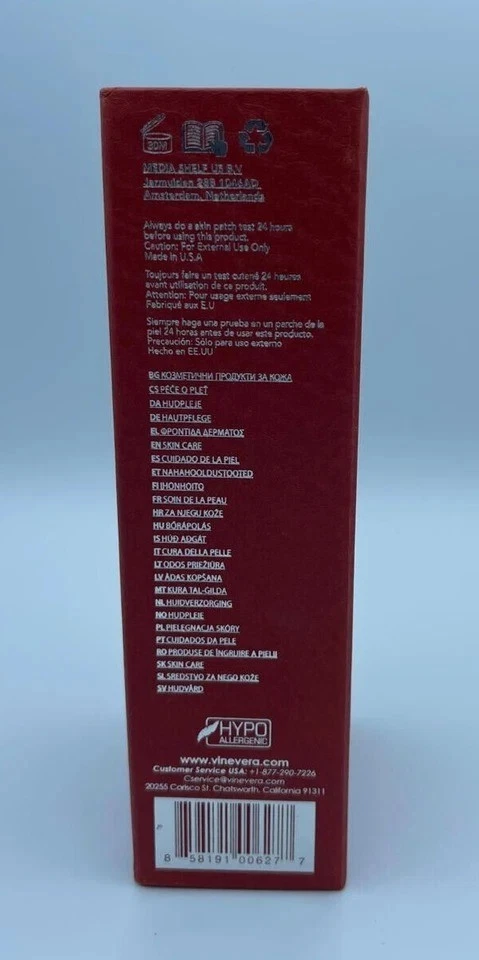 30M
MEDIA SHELF US B.V
Jarmuiden 28B 1046AD
Amsterdam, Netherlands
Always do a skin patch test 24 hours
before using this product.
Caution: For External Use Only
Made in U.S.A
Toujours faire un test cutané 24 heures
avant utilisation de ce produit.
Attention: Pour usage externe seulement
Fabriqué aux E.U
Siempre haga una prueba en un parche de la
piel 24 horas antes de usar este producto.
Precaución: Sólo para uso externo
Hecho en EE.UU
BG КОЗМЕТИЧНИ ПРОДУКТИ ЗА КОЖА
CS PÉČE O PLEŤ
DA HUDPLEJE
DE HAUTPFLEGE
EL ΦΡΟΝΤΙΔΑ ΔΕΡΜΑΤΟΣ
EN SKIN CARE
ES CUIDADO DE LA PIEL
ET NAHAHOOLDUSTOOTED
FI IHONHOITO
FR SOIN DE LA PEAU
HR ZA NJEGU KOŽE
HU BŐRÁPOLÁS
IS HÚÐ AÐGÁT
IT CURA DELLA PELLE
LT ODOS PRIEŽIŪRA
LV ĀDAS KOPŠANA
MT KURA TAL-ĠILDA
NL HUIDVERZORGING
NO HUDPLEIE
PL PIELĘGNACJA SKÓRY
PT CUIDADOS DA PELE
RO PRODUSE DE ÎNGRIJIRE A PIELII
SK SKIN CARE
SL SREDSTVO ZA NEGO KOŽE
SV HUDVÅRD
HYPO
ALLERGENIC
www.vinevera.com
Customer Service USA: +1-877-290-7226
Cservice@vinevera.com
20255 Corisco St. Chatsworth, California 91311
8 58191 00627 7